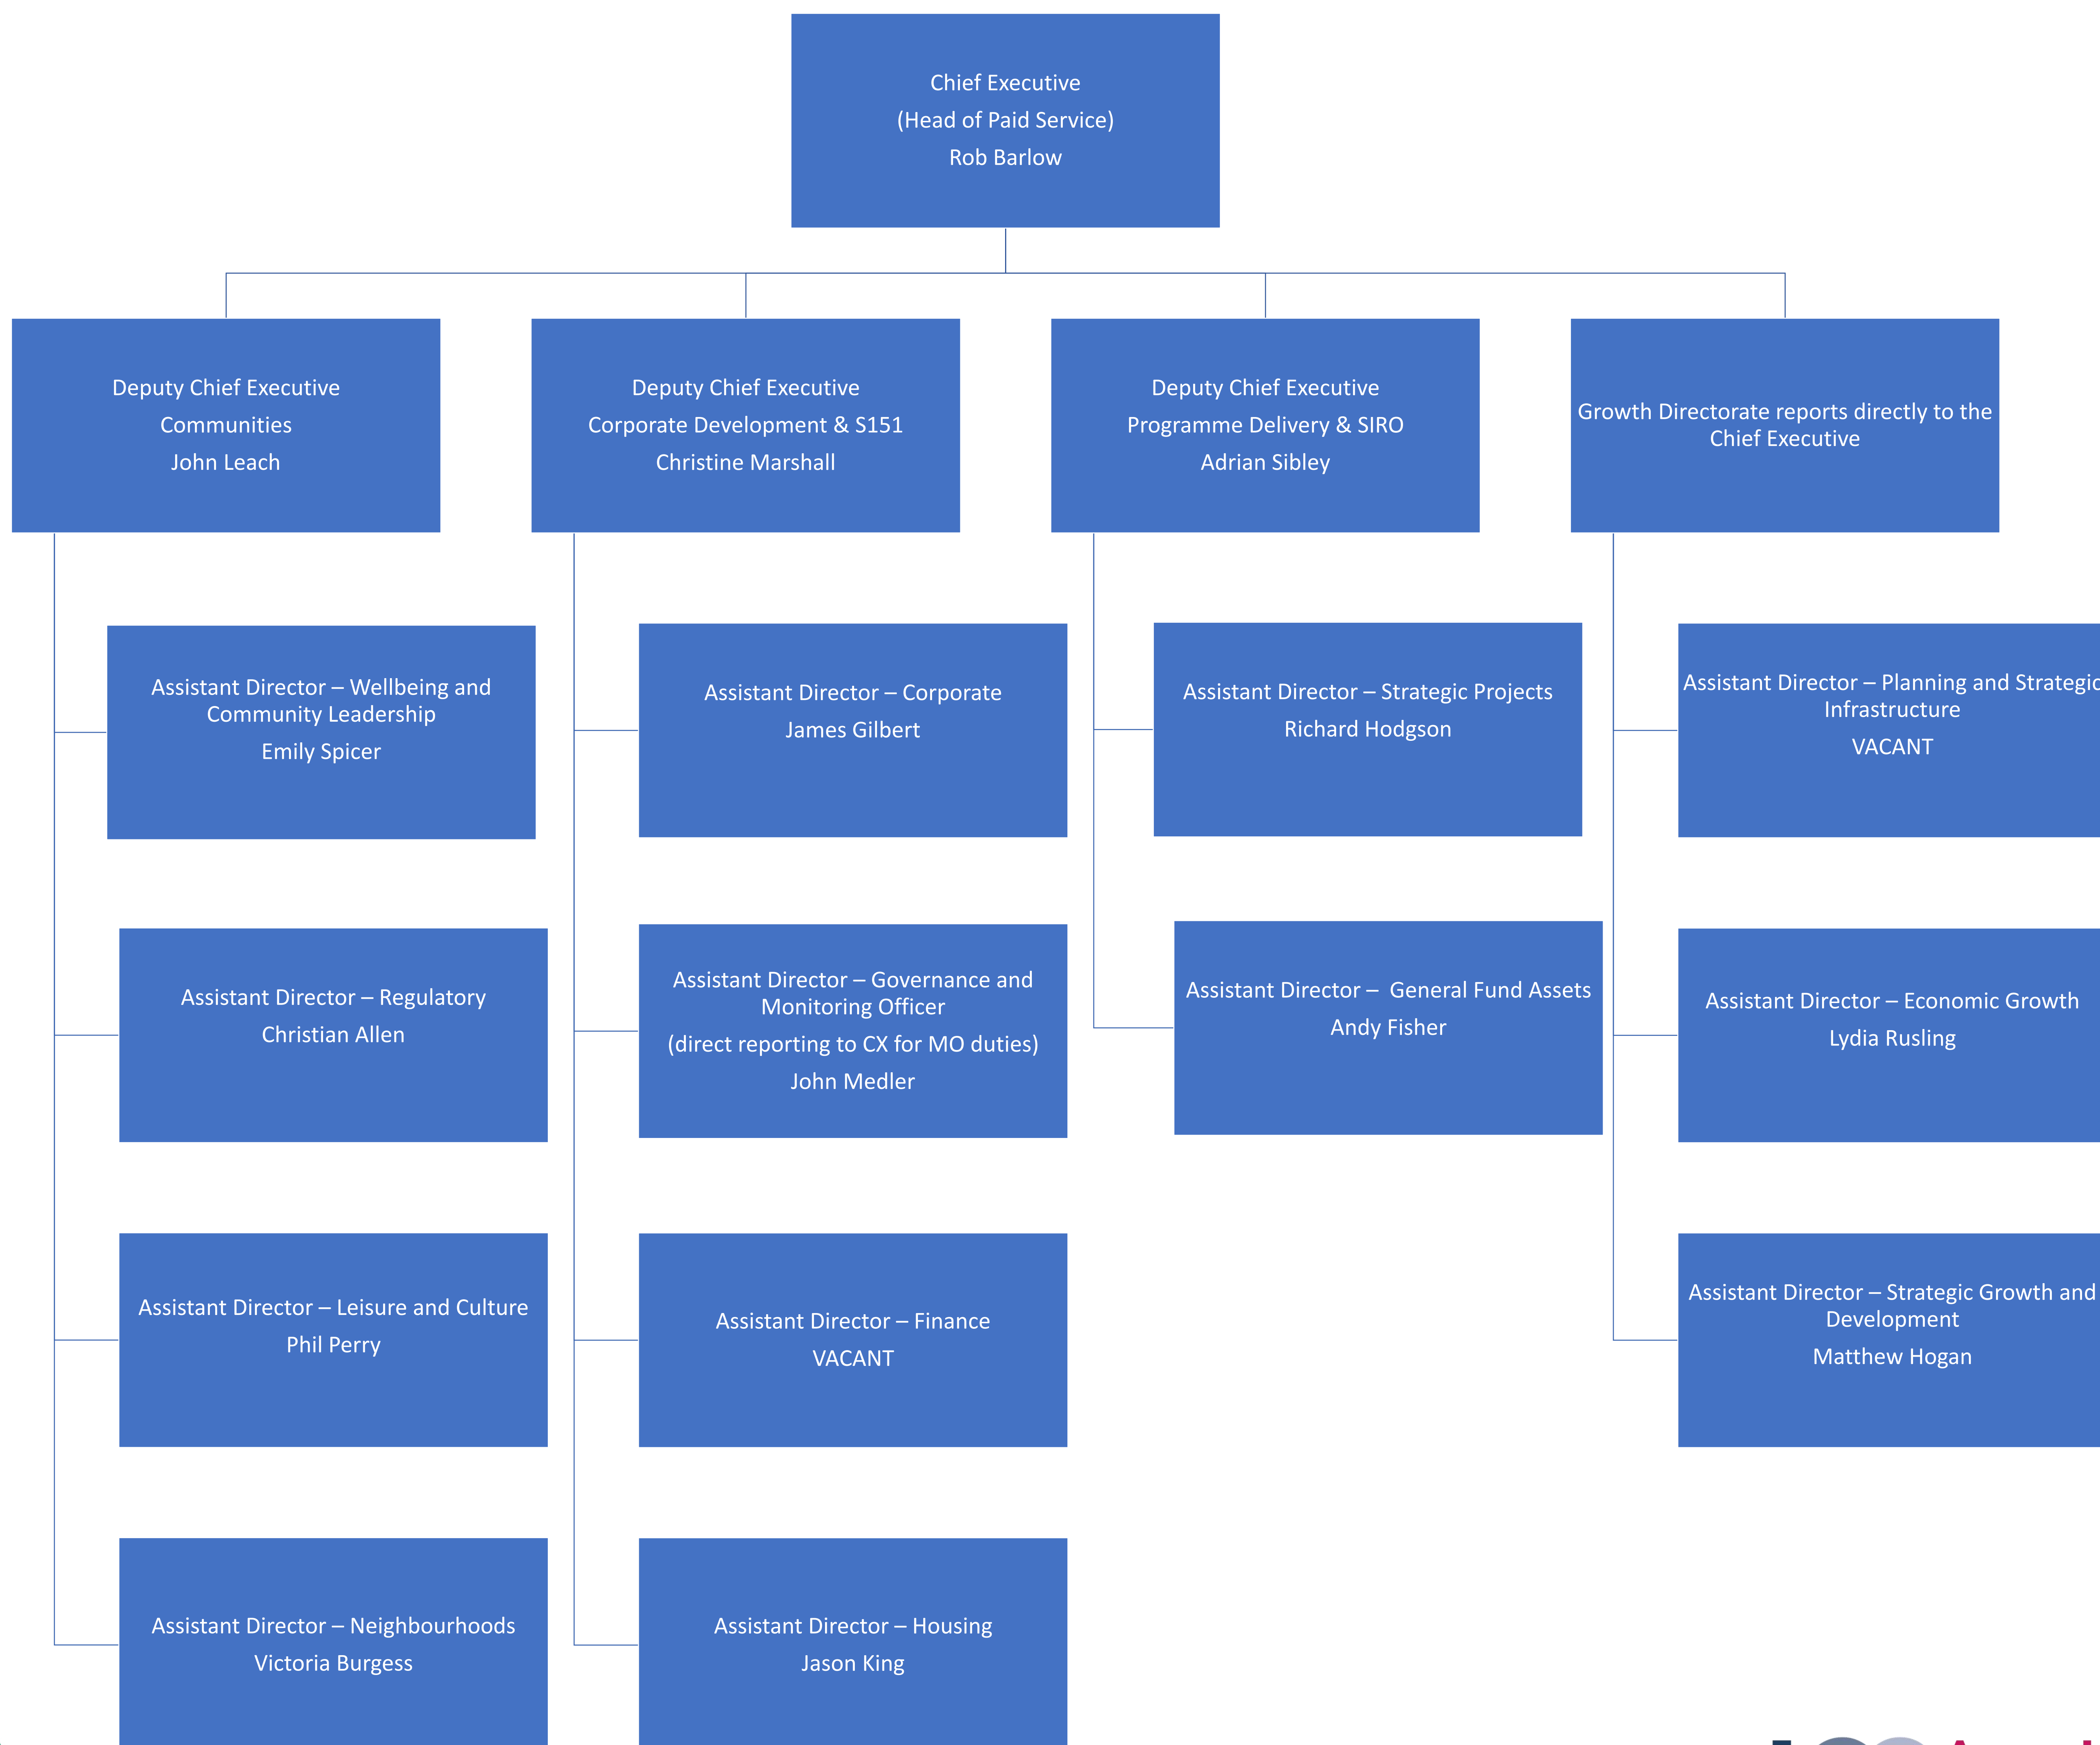 Chief Executive
(Head of Paid Service)
Rob Barlow
Deputy Chief Executive
Communities
John Leach
Deputy Chief Executive
Corporate Development & S151
Christine Marshall
Deputy Chief Executive
Programme Delivery & SIRO
Adrian Sibley
Growth Directorate reports directly to the
Chief Executive
Assistant Director – Wellbeing and
Community Leadership
Emily Spicer
Assistant Director – Corporate
James Gilbert
Assistant Director – Strategic Projects
Richard Hodgson
Assistant Director – Planning and Strategic
Infrastructure
VACANT
Assistant Director – Regulatory
Christian Allen
Assistant Director – Governance and
Monitoring Officer
(direct reporting to CX for MO duties)
John Medler
Assistant Director – General Fund Assets
Andy Fisher
Assistant Director – Economic Growth
Lydia Rusling
Assistant Director – Leisure and Culture
Phil Perry
Assistant Director – Finance
VACANT
Assistant Director – Strategic Growth and
Development
Matthew Hogan
Assistant Director – Neighbourhoods
Victoria Burgess
Assistant Director – Housing
Jason King